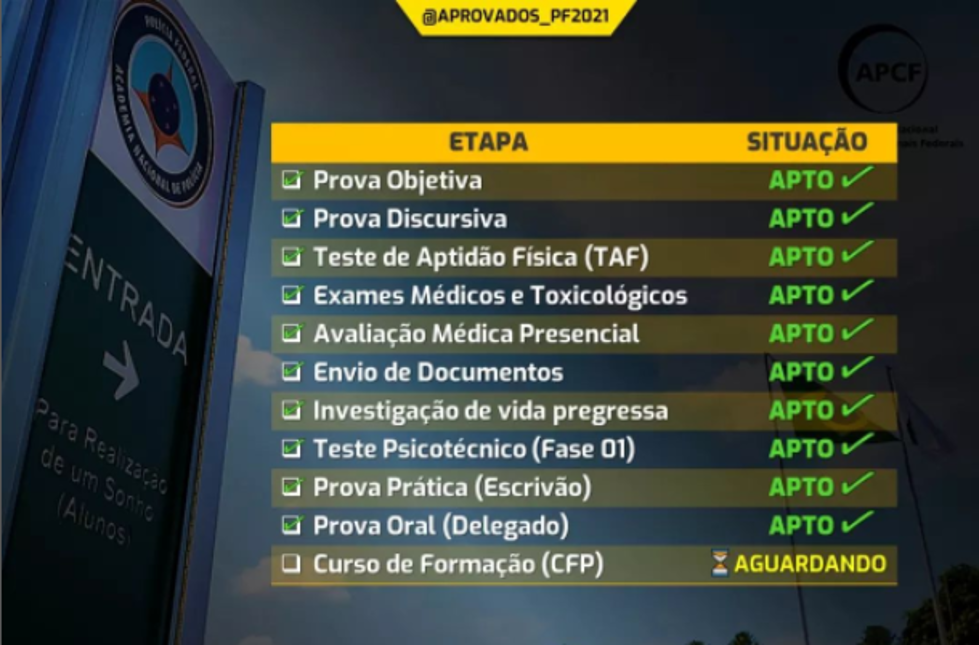 @APROVADOS_PF2021
POLÍCIA FEDERAL
ACADEMIA NACIONAL DE POLÍCIA
APCF
ETAPA SITUAÇÃO
Prova Objetiva APTO
Prova Discursiva APTO
Teste de Aptidão Física (TAF) APTO
Exames Médicos e Toxicológicos APTO
Avaliação Médica Presencial APTO
Envio de Documentos APTO
Investigação de vida pregressa APTO
Teste Psicotécnico (Fase 01) APTO
Prova Prática (Escrivão) APTO
Prova Oral (Delegado) APTO
Curso de Formação (CFP) AGUARDANDO
ENTRADA
Para Realização
de um Sonho
(Alunos)